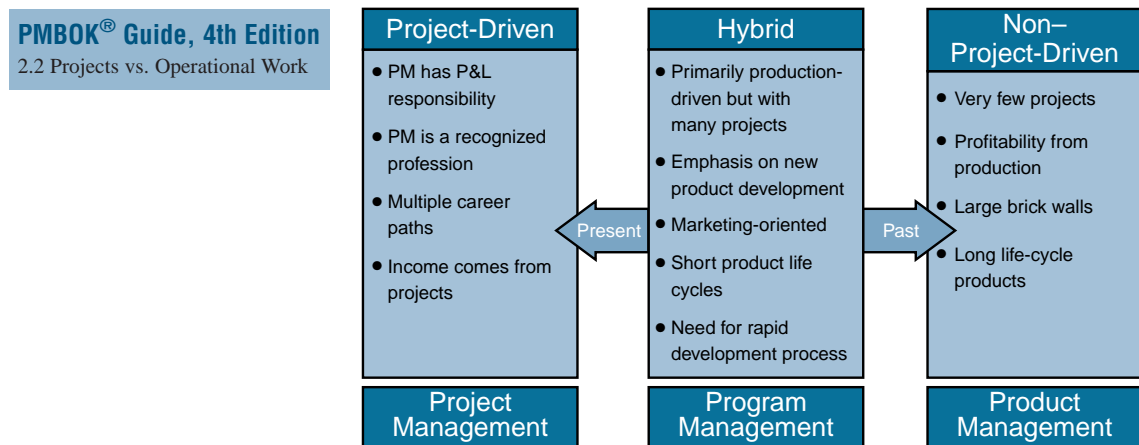 PMBOK® Guide, 4th Edition
2.2 Projects vs. Operational Work
Project-Driven
• PM has P&L
responsibility
• PM is a recognized
profession
• Multiple career
paths
• Income comes from
projects
Project
Management
Present
Hybrid
• Primarily production-
driven but with
many projects
• Emphasis on new
product development
• Marketing-oriented
• Short product life
cycles
• Need for rapid
development process
Program
Management
Past
Non–
Project-Driven
• Very few projects
• Profitability from
production
• Large brick walls
• Long life-cycle
products
Product
Management